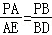 PA/AE = PB/BD